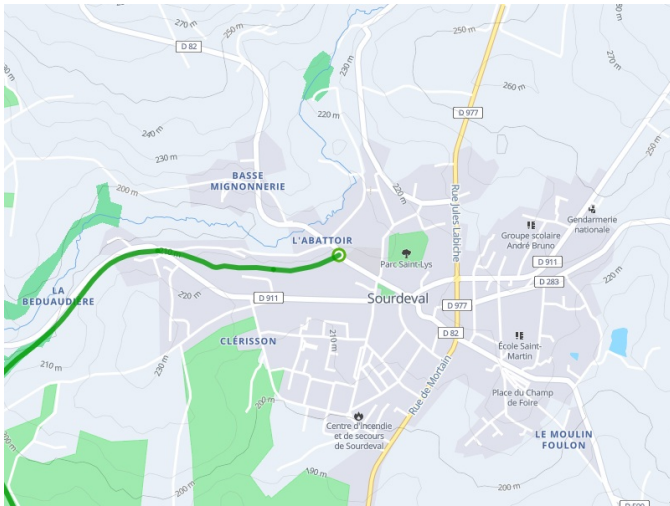 D 82
250 m
230 m
250 m
260 m
270 m
220 m
D 977
240 m
250 m
230 m
BASSE
MIGNONNERIE
200 m
220 m
Rue Jules Labiche
Gendarmerie
nationale
Groupe scolaire
André Bruno
L'ABATTOIR
210 m
Parc Saint-Lys
D 911
220 m
D 283
LA
BEDUAUDIÈRE
220 m
D 911
Sourdeval
D 977
D 82
210 m
CLÉRISSON
École Saint-
Martin
210 m
230 m
Rue de Mortain
Place du Champ
de Foire
200 m
Centre d'incendie
et de secours
de Sourdeval
LE MOULIN
FOULON
190 m
200 m
200 m
200 m